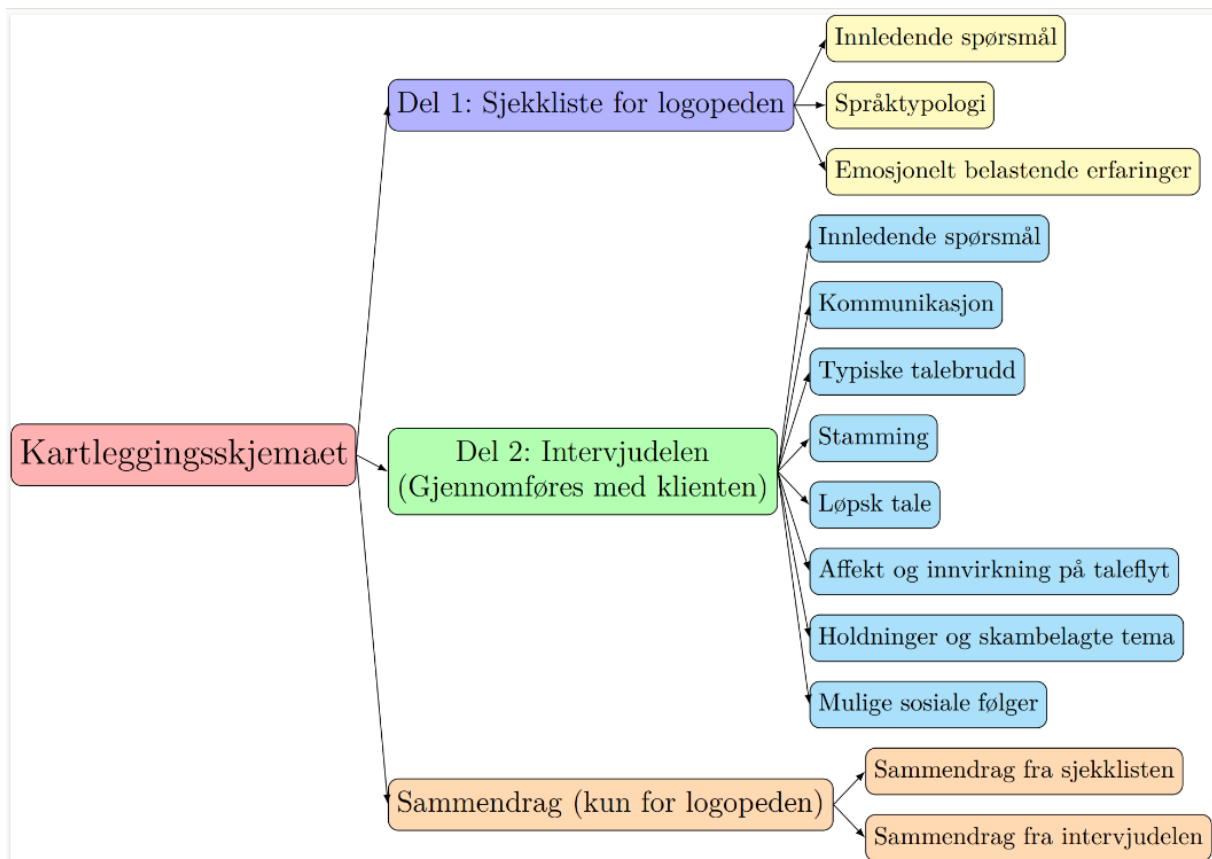 Kartleggingsskjemaet
Del 1: Sjekkliste for logopeden
Innledende spørsmål
Språktypologi
Emosjonelt belastende erfaringer
Del 2: Intervjudelen
(Gjennomføres med klienten)
Innledende spørsmål
Kommunikasjon
Typiske talebrudd
Stamming
Løpsk tale
Affekt og innvirkning på taleflyt
Holdninger og skambelagte tema
Mulige sosiale følger
Sammendrag (kun for logopeden)
Sammendrag fra sjekklisten
Sammendrag fra intervjudelen